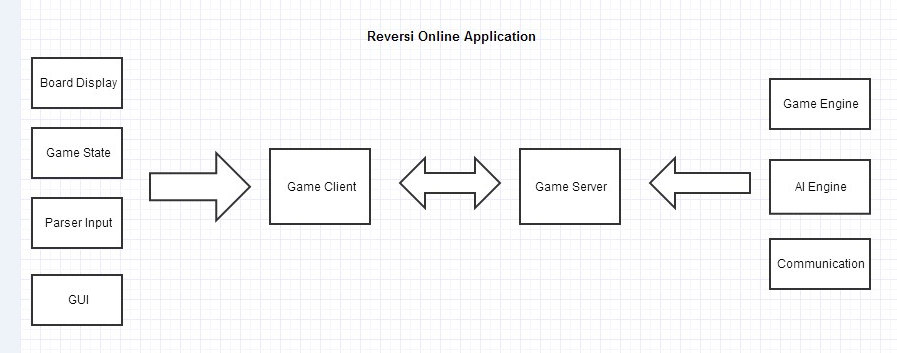 Reversi Online Application
Board Display
Game State
Parser Input
GUI
Game Client
Game Server
Game Engine
AI Engine
Communication